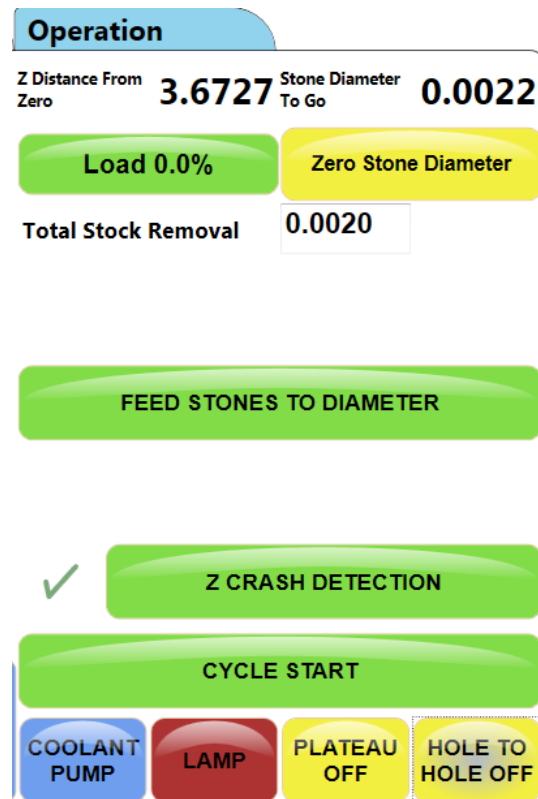 Operation
Z Distance From Zero 3.6727 Stone Diameter To Go 0.0022
Load 0.0% Zero Stone Diameter
Total Stock Removal 0.0020
FEED STONES TO DIAMETER
Z CRASH DETECTION
CYCLE START
COOLANT PUMP LAMP PLATEAU OFF HOLE TO HOLE OFF